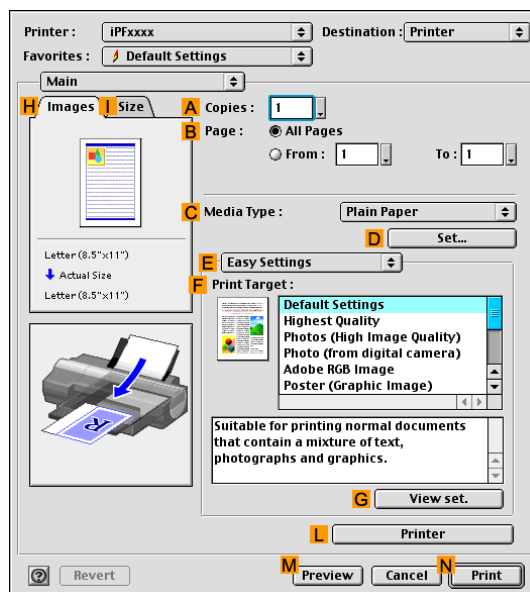 Printer : iPFxxxx Destination : Printer
Favorites : Default Settings
Main
H Images I Size
A Copies : 1
B Page : All Pages
From : 1 To : 1
C Media Type : Plain Paper
D Set...
Letter (8.5"x11")
Actual Size
Letter (8.5"x11")
E Easy Settings
F Print Target :
Default Settings
Highest Quality
Photos (High Image Quality)
Photo (from digital camera)
Adobe RGB Image
Poster (Graphic Image)
R
Suitable for printing normal documents
that contain a mixture of text,
photographs and graphics.
G View set.
L Printer
? Revert M Preview Cancel N Print